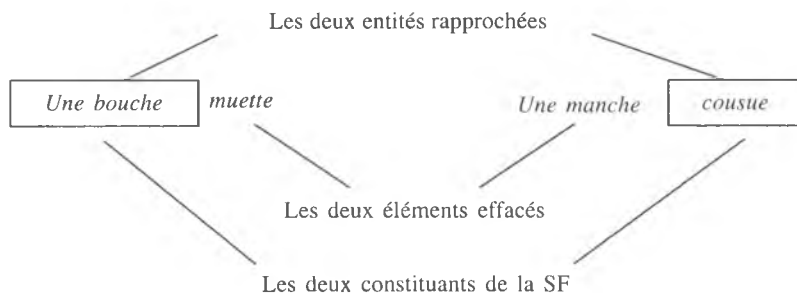 Les deux entités rapprochées
Une bouche muette Une manche cousue
Les deux éléments effacés
Les deux constituants de la SF